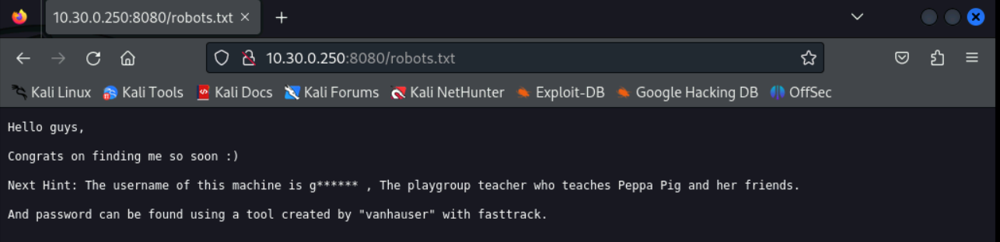 10.30.0.250:8080/robots.txt
10.30.0.250:8080/robots.txt
Kali Linux Kali Tools Kali Docs Kali Forums Kali NetHunter Exploit-DB Google Hacking DB OffSec
Hello guys,
Congrats on finding me so soon :)
Next Hint: The username of this machine is g****** , The playgroup teacher who teaches Peppa Pig and her friends.
And password can be found using a tool created by "vanhauser" with fasttrack.